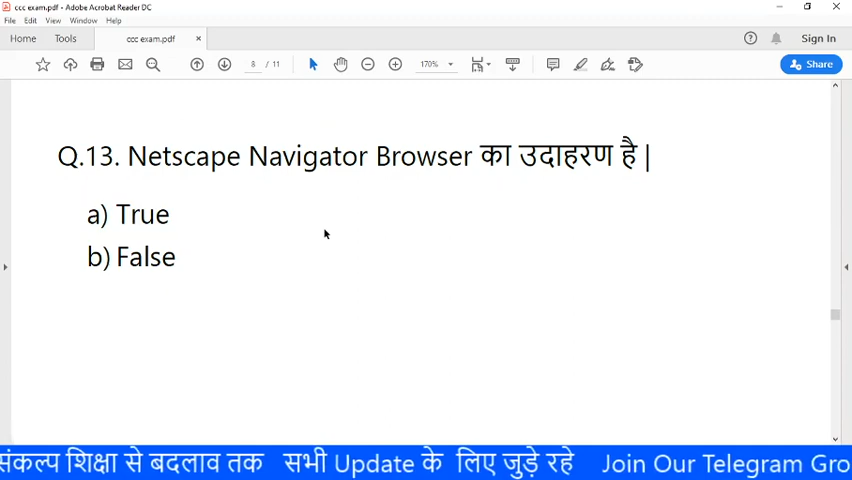 ccc exam.pdf - Adobe Acrobat Reader DC
File Edit View Window Help
Home Tools ccc exam.pdf × Sign In
8 / 11 170% Share
Q.13. Netscape Navigator Browser का उदाहरण है |
a) True
b) False
संकल्प शिक्षा से बदलाव तक सभी Update के लिए जुड़े रहे Join Our Telegram Gro